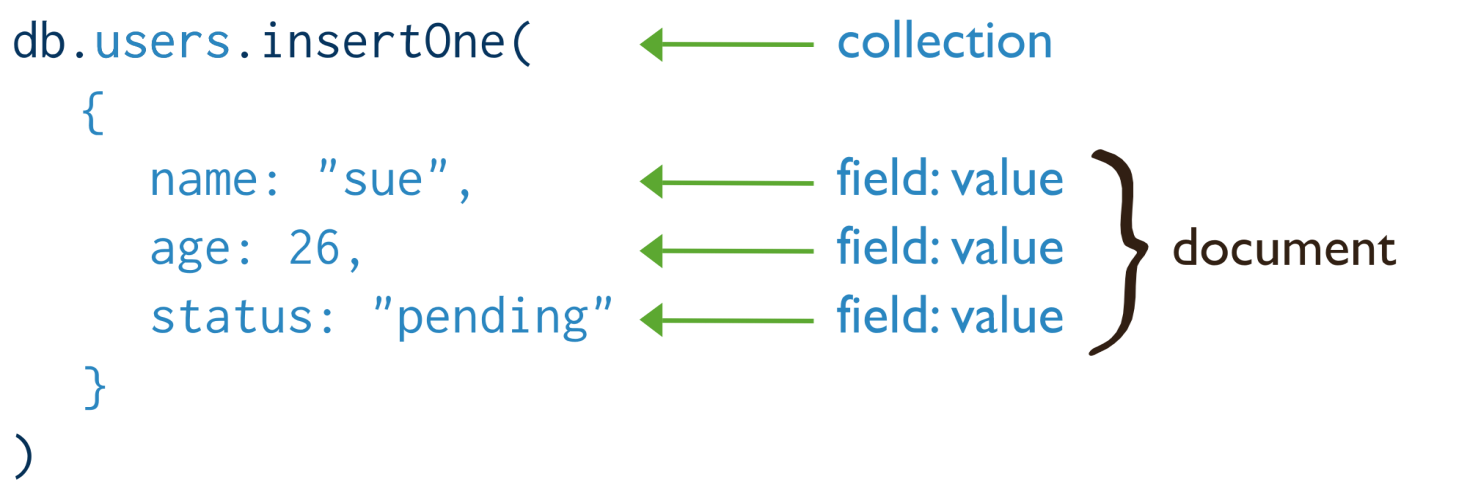 db.users.insertOne( collection
{
name: "sue", field: value
age: 26, field: value
status: "pending" field: value
document
}
)